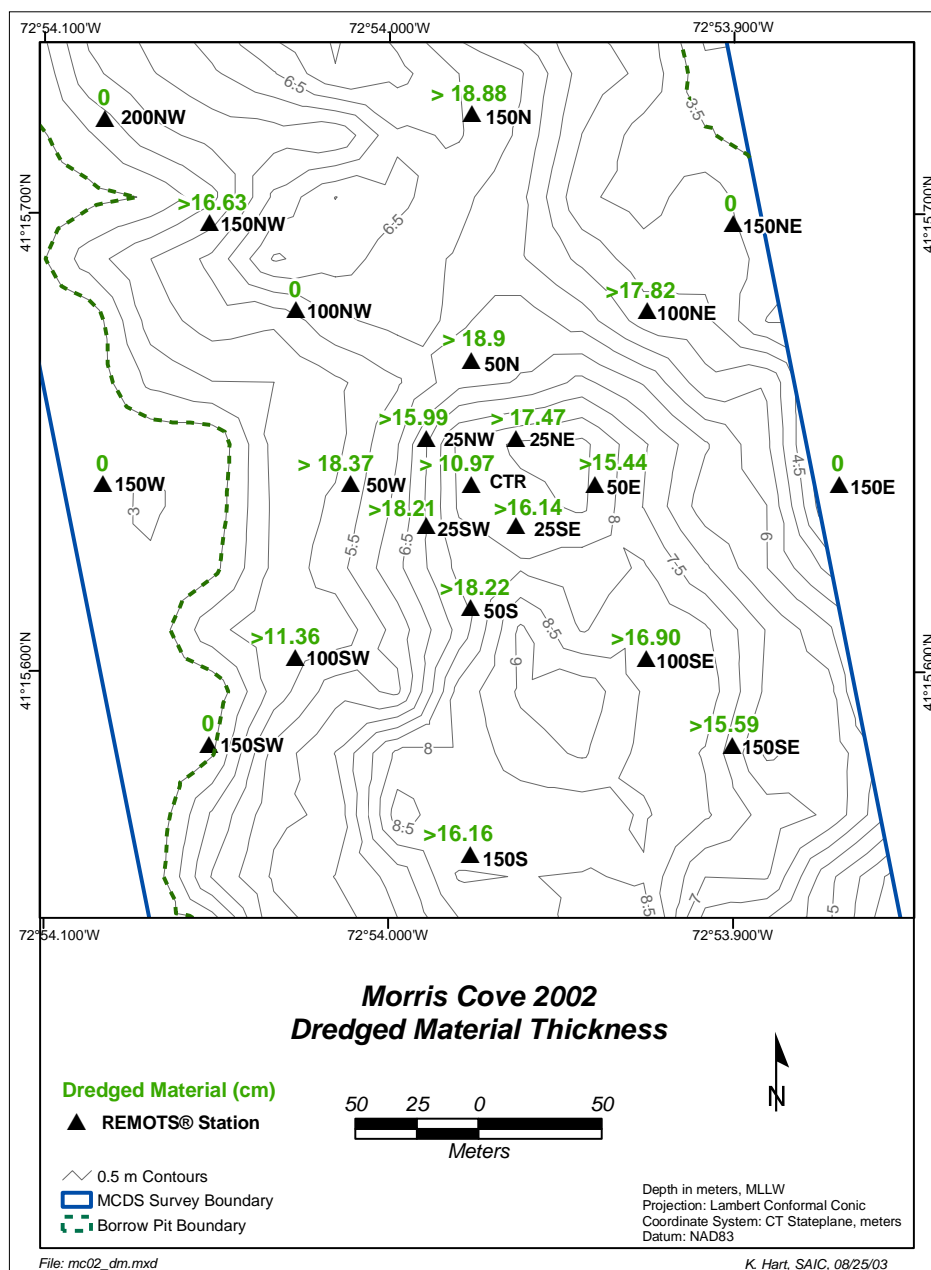 72°54.100'W 72°54.000'W 72°53.900'W
6:5
3:5
0
200NW
> 18.88
150N
41°15.700'N
41°15.700'N
>16.63
150NW
6:5
0
150NE
0
100NW
>17.82
100NE
> 18.9
50N
>15.99
25NW
> 17.47
25NE
4:5
0
150W
3
> 18.37
50W
> 10.97
CTR
>15.44
50E
0
150E
8
>18.21
25SW
>16.14
25SE
5:5
6:5
6
7:5
>18.22
50S
8:5
>11.36
100SW
9
>16.90
100SE
41°15.600'N
41°15.600'N
0
150SW
8
>15.59
150SE
8:5
>16.16
150S
8:5
7
72°54.100'W 72°54.000'W 72°53.900'W
Morris Cove 2002
Dredged Material Thickness
Dredged Material (cm)
REMOTS® Station
50 25 0 50
Meters
N
0.5 m Contours
MCDS Survey Boundary
Borrow Pit Boundary
Depth in meters, MLLW
Projection: Lambert Conformal Conic
Coordinate System: CT Stateplane, meters
Datum: NAD83
File: mc02_dm.mxd
K. Hart, SAIC, 08/25/03